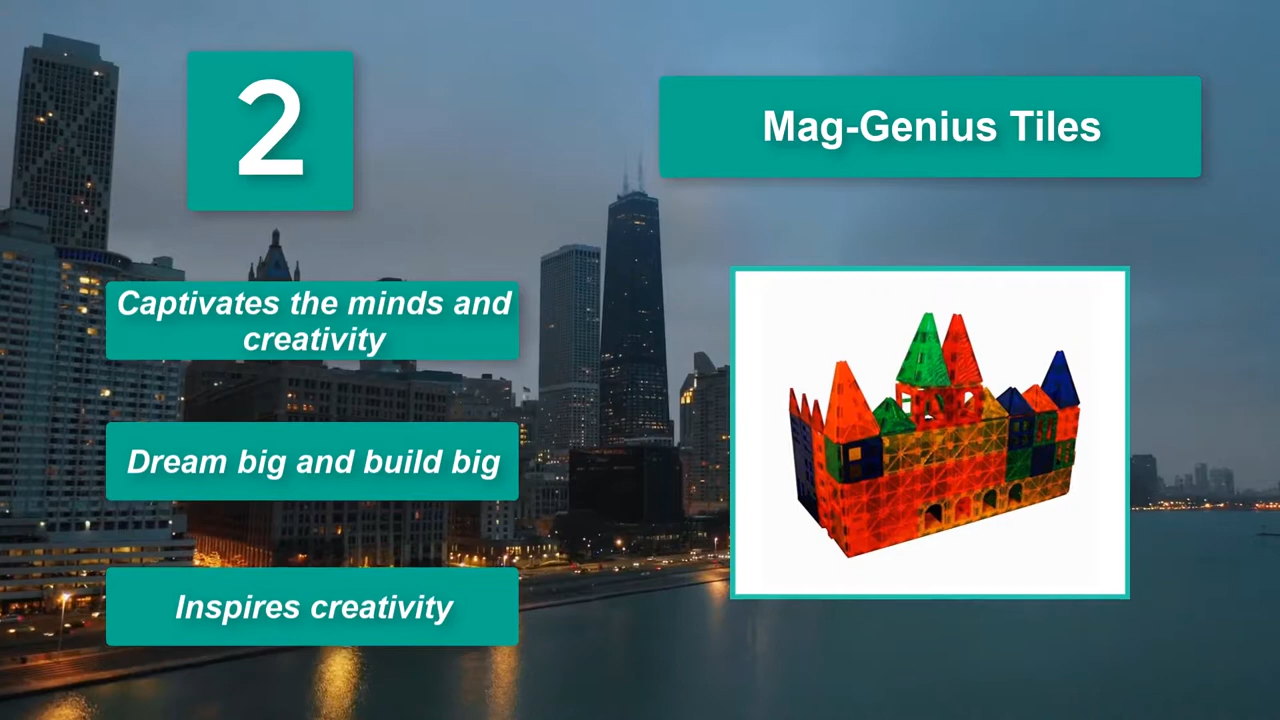 2
Mag-Genius Tiles
Captivates the minds and
creativity
Dream big and build big
Inspires creativity